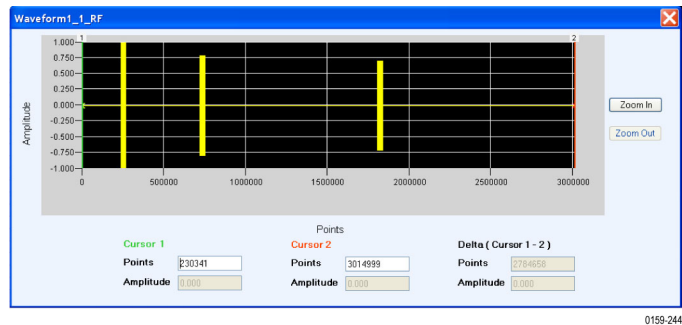 Waveform1_1_RF
1 2
1.000
0.750
0.500
0.250
0.000
-0.250
-0.500
-0.750
-1.000
Amplitude
0 500000 1000000 1500000 2000000 2500000 3000000
Points
Zoom In
Zoom Out
Cursor 1 Cursor 2 Delta ( Cursor 1 - 2 )
Points 230341 Points 3014999 Points 2784658
Amplitude 0.000 Amplitude 0.000 Amplitude 0.000
0159-244